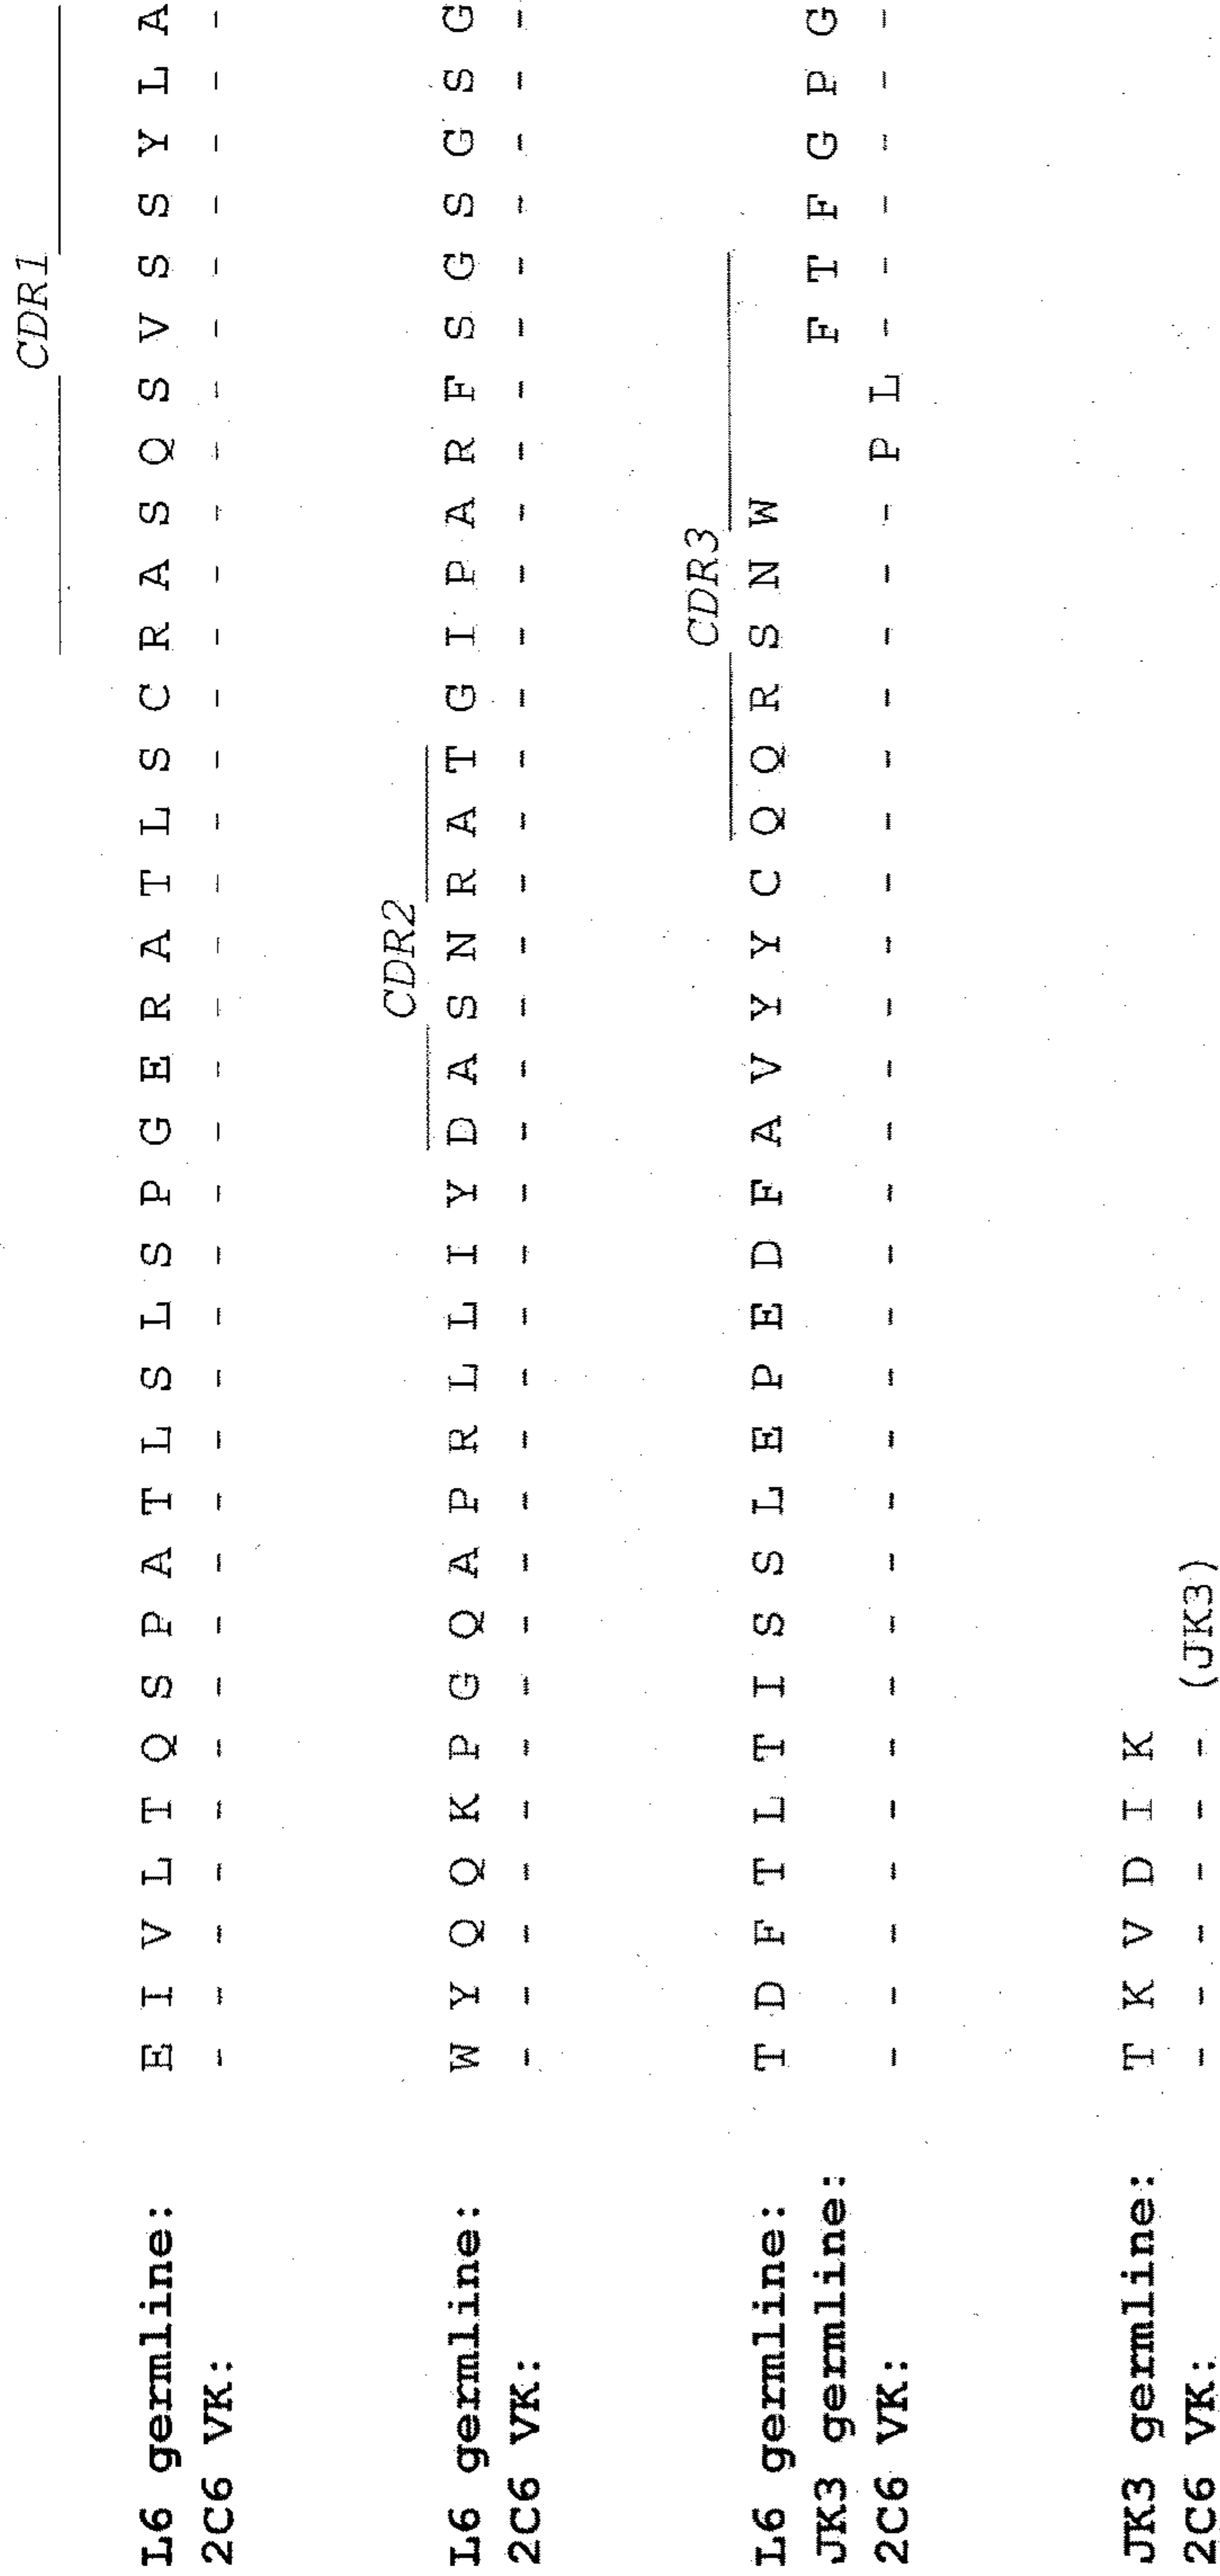 CDR1
L6 germline: E I V L T Q S P A T L S L S P G E R A T L S C R A S Q S V S S Y L A
2C6 VK: - - - - - - - - - - - - - - - - - - - - - - - - - - - - - - - - - -
CDR2
L6 germline: W Y Q Q K P G Q A P R L L I Y D A S N R A T G I P A R F S G S G S G
2C6 VK: - - - - - - - - - - - - - - - - - - - - - - - - - - - - - - - - - -
CDR3
L6 germline: T D F T L T I S S L E P E D F A V Y Y C Q Q R S N W
JK3 germline: F T F G P G
2C6 VK: - - - - - - - - - - - - - - - - - - - - - - - - - - P L - - - - - -
JK3 germline: T K V D I K
2C6 VK: - - - - - - (JK3)